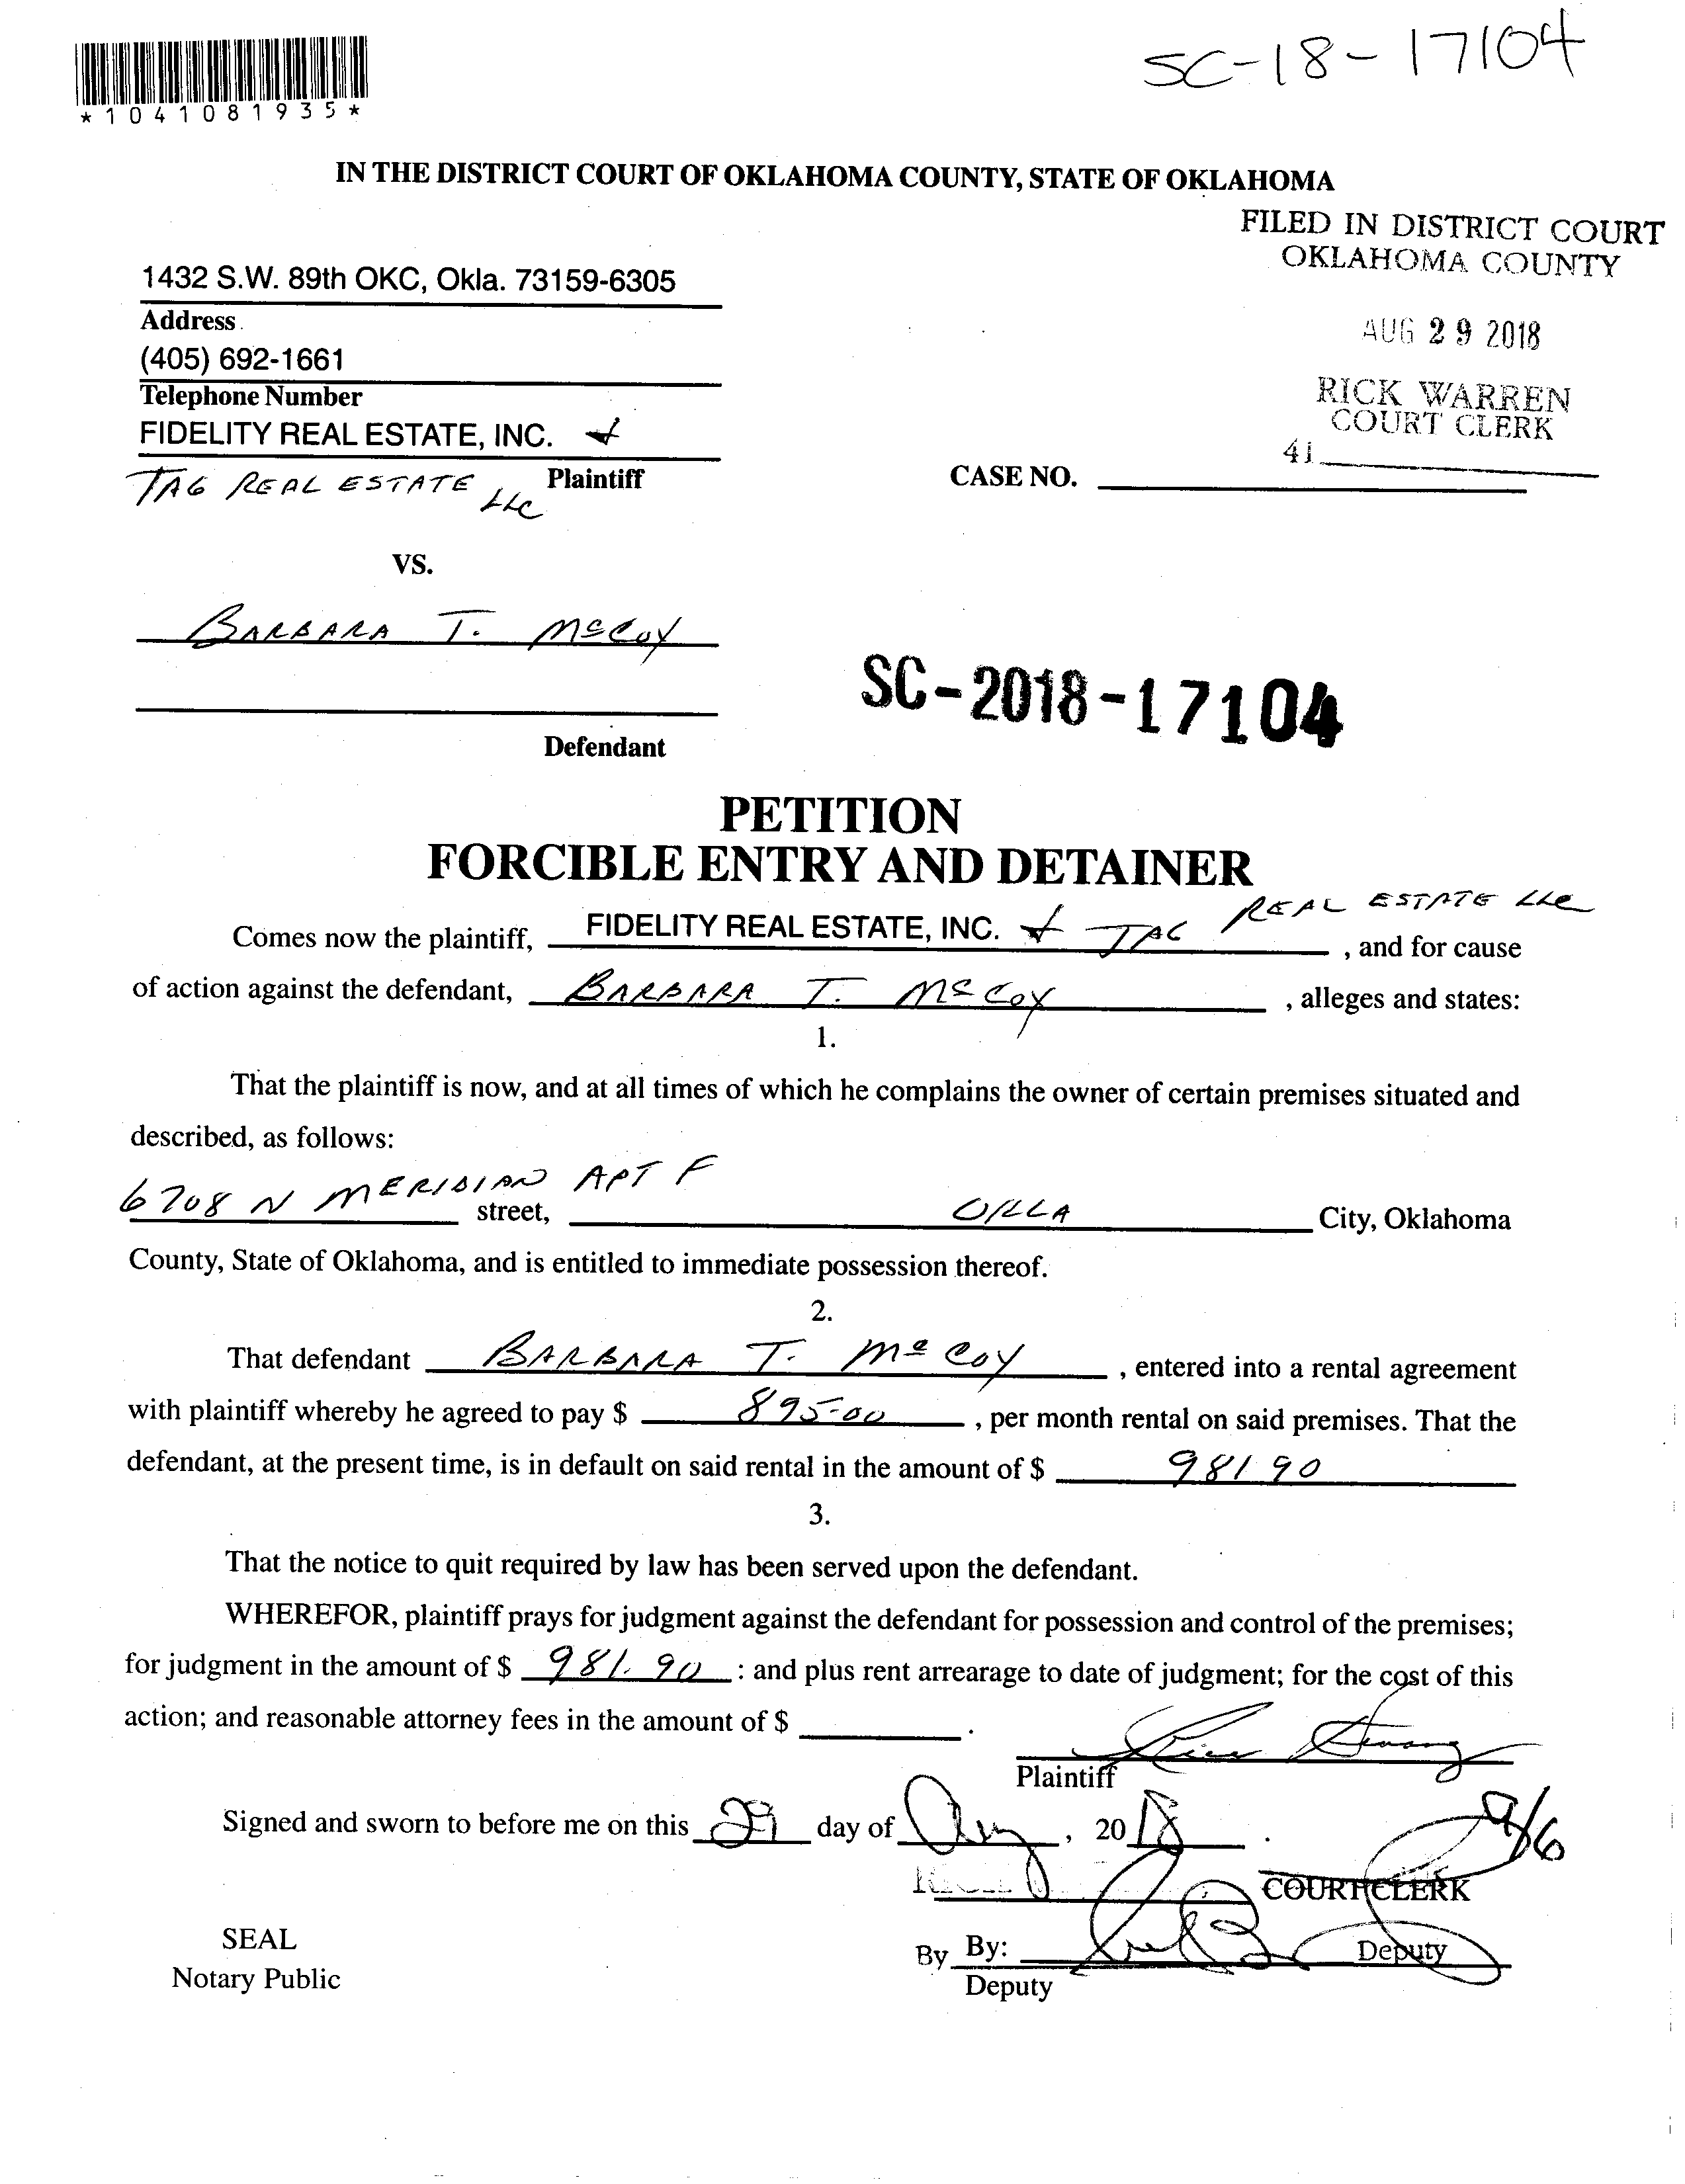 SC-18-17104
*1041081935*
IN THE DISTRICT COURT OF OKLAHOMA COUNTY, STATE OF OKLAHOMA
FILED IN DISTRICT COURT
OKLAHOMA COUNTY
1432 S.W. 89th OKC, Okla. 73159-6305
Address
AUG 29 2018
(405) 692-1661
Telephone Number
RICK WARREN
COURT CLERK
FIDELITY REAL ESTATE, INC. +
41
TAG REAL ESTATE LLC Plaintiff
CASE NO.
VS.
BARBARA T. McCOY
SC-2018-17104
Defendant
PETITION
FORCIBLE ENTRY AND DETAINER
Comes now the plaintiff, FIDELITY REAL ESTATE, INC. + TAG REAL ESTATE LLC , and for cause
of action against the defendant, BARBARA T. McCOY , alleges and states:
1.
That the plaintiff is now, and at all times of which he complains the owner of certain premises situated and
described, as follows:
6708 N MERIDIAN APT F street, OKLA City, Oklahoma
County, State of Oklahoma, and is entitled to immediate possession thereof.
2.
That defendant BARBARA T. McCOY , entered into a rental agreement
with plaintiff whereby he agreed to pay $ 895.00 , per month rental on said premises. That the
defendant, at the present time, is in default on said rental in the amount of $ 981 90
3.
That the notice to quit required by law has been served upon the defendant.
WHEREFOR, plaintiff prays for judgment against the defendant for possession and control of the premises;
for judgment in the amount of $ 981.90 : and plus rent arrearage to date of judgment; for the cost of this
action; and reasonable attorney fees in the amount of $ .
Plaintiff
Signed and sworn to before me on this 29 day of Aug , 2018 .
9/6
COURT CLERK
SEAL
By By: Deputy
Notary Public
Deputy